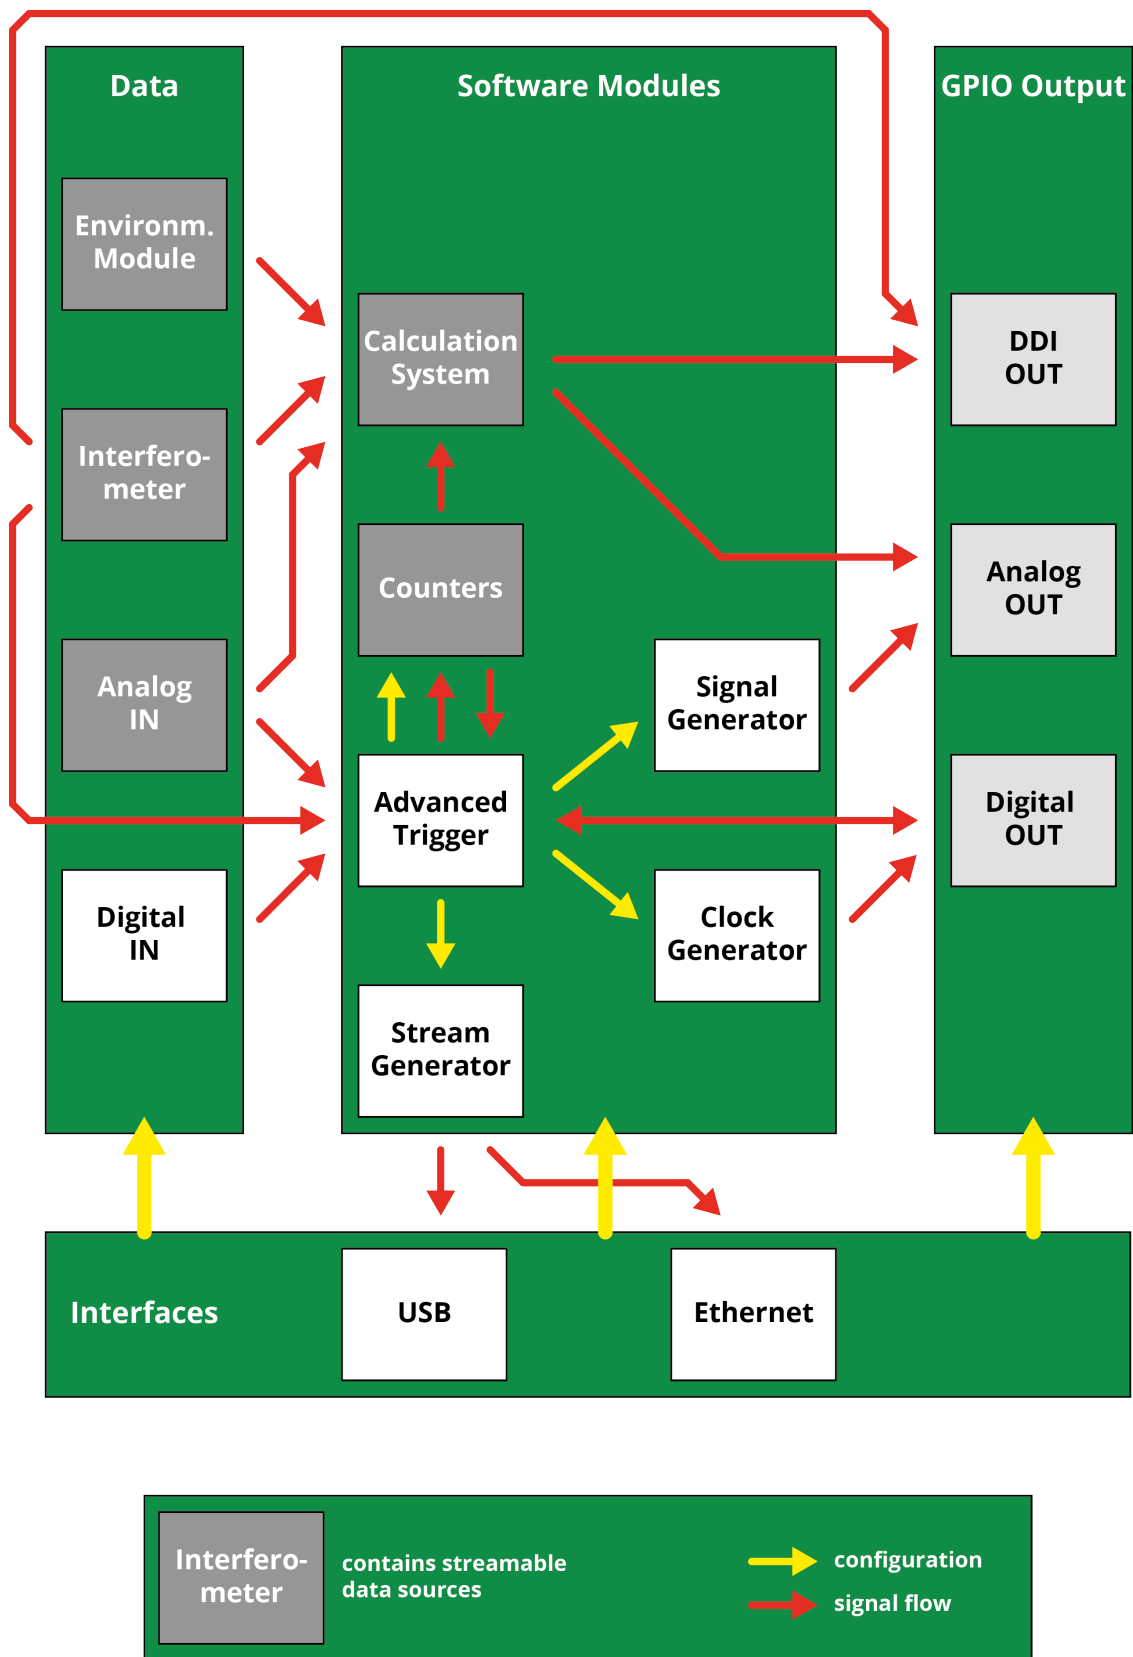 Data
Environm.
Module
Interfero-
meter
Analog
IN
Digital
IN
Software Modules
Calculation
System
Counters
Advanced
Trigger
Stream
Generator
Signal
Generator
Clock
Generator
GPIO Output
DDI
OUT
Analog
OUT
Digital
OUT
Interfaces
USB
Ethernet
Interfero-
meter
contains streamable
data sources
configuration
signal flow